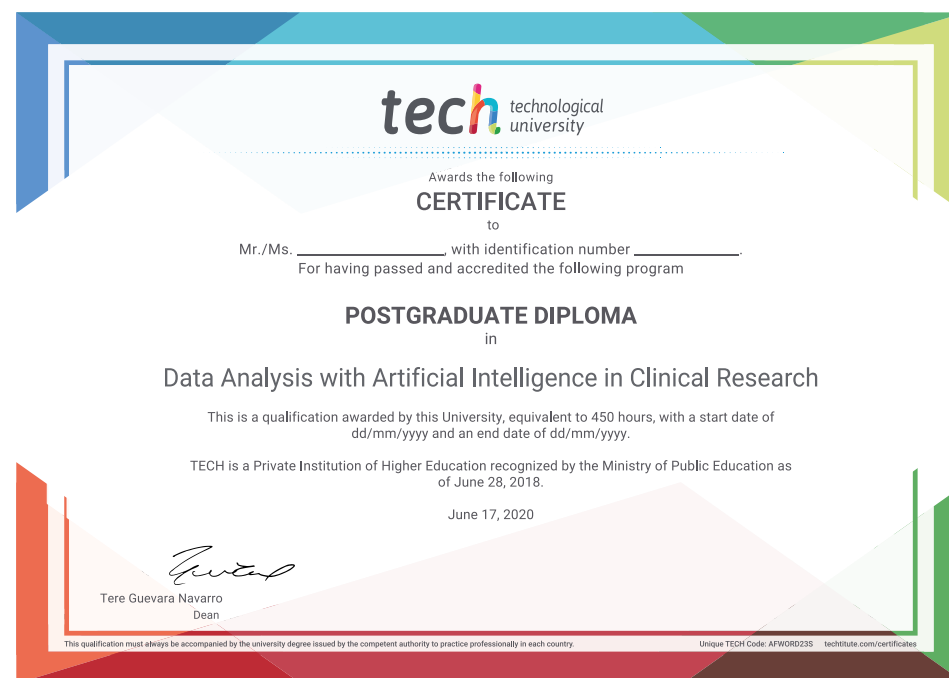 tech technological
university
Awards the following
CERTIFICATE
to
Mr./Ms. ____________, with identification number _________.
For having passed and accredited the following program
POSTGRADUATE DIPLOMA
in
Data Analysis with Artificial Intelligence in Clinical Research
This is a qualification awarded by this University, equivalent to 450 hours, with a start date of
dd/mm/yyyy and an end date of dd/mm/yyyy.
TECH is a Private Institution of Higher Education recognized by the Ministry of Public Education as
of June 28, 2018.
June 17, 2020
Tere Guevara Navarro
Dean
This qualification must always be accompanied by the university degree issued by the competent authority to practice professionally in each country.
Unique TECH Code: AFWORD23S techtitute.com/certificates